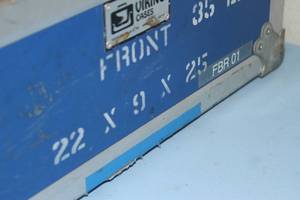 VIKING
CASES
FRONT 35
22 X 9 X 25
FBR 01